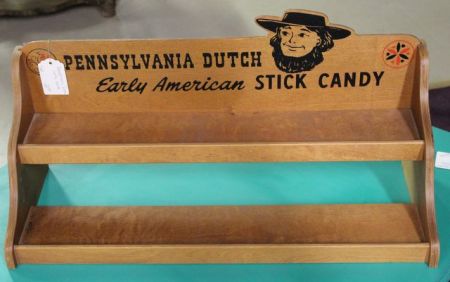 PENNSYLVANIA DUTCH
Early American STICK CANDY